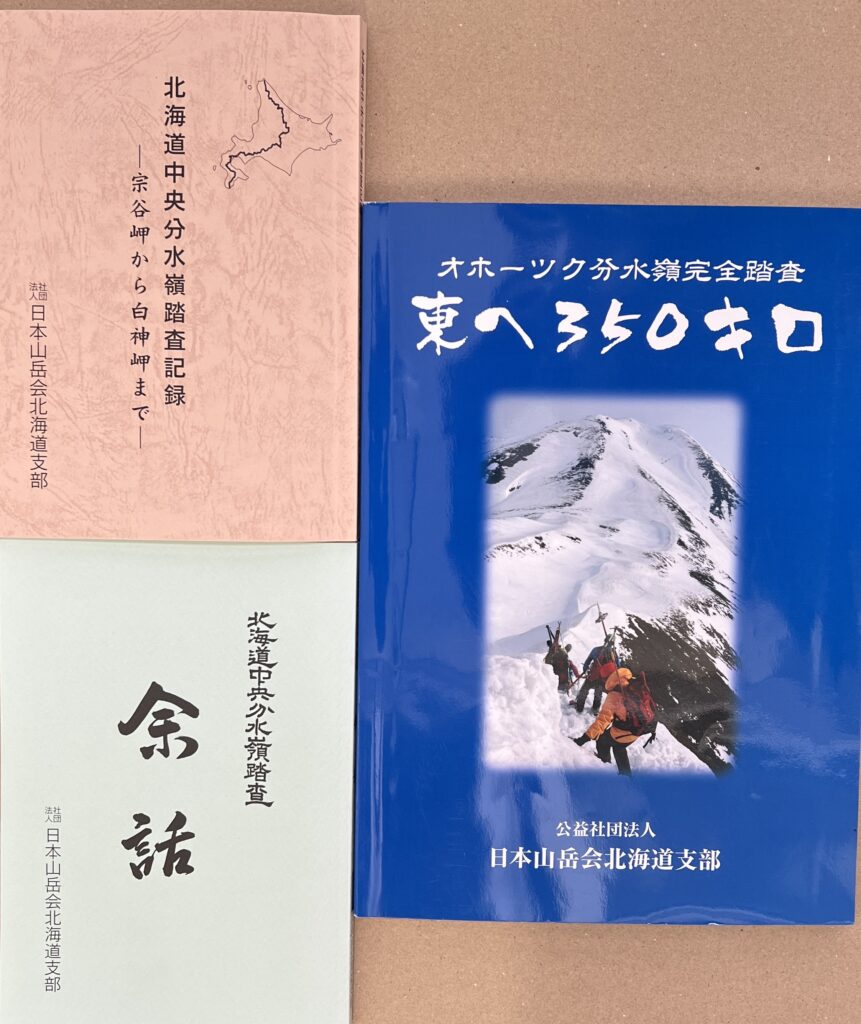 北海道中央分水嶺踏査記録
―宗谷岬から白神岬まで―
社団法人 日本山岳会北海道支部
北海道中央分水嶺踏査
余話
社団法人 日本山岳会北海道支部
オホーツク分水嶺完全踏査
東へ350キロ
公益社団法人
日本山岳会北海道支部